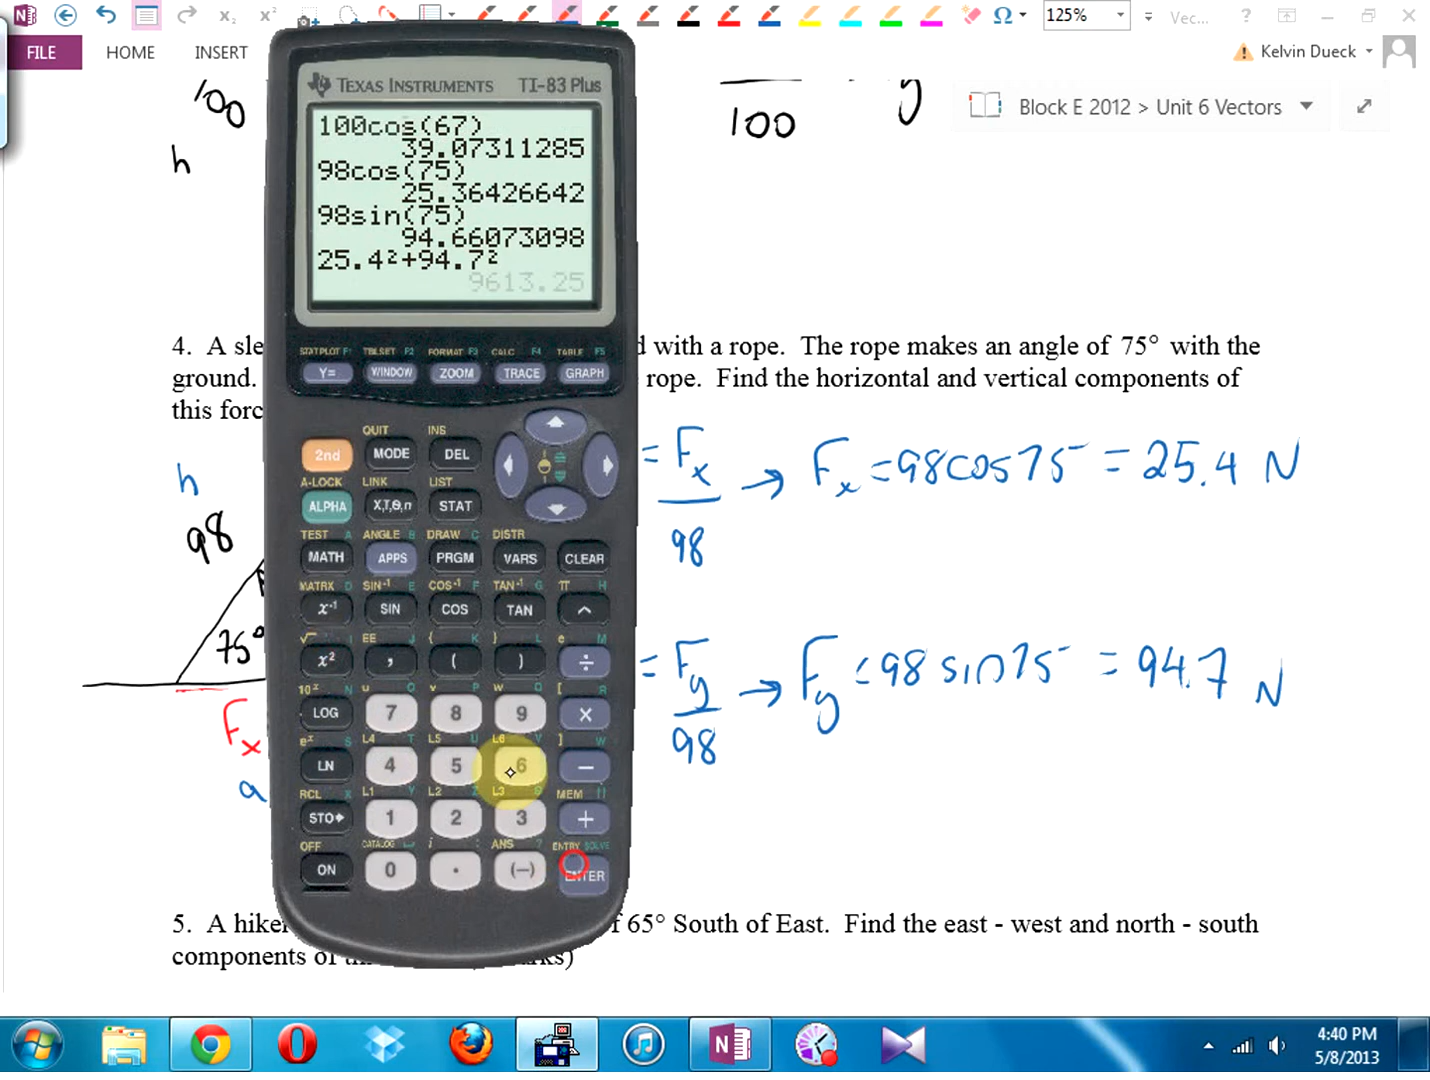 125%
Vec...
?
FILE
HOME
INSERT
Kelvin Dueck
Block E 2012 > Unit 6 Vectors
100
h
100
y
TEXAS INSTRUMENTS TI-83 Plus
100cos(67)
39.07311285
98cos(75)
25.36426642
98sin(75)
94.66073098
25.4²+94.7²
9613.25
4. A sle
d with a rope. The rope makes an angle of 75° with the
ground.
rope. Find the horizontal and vertical components of
this forc
h
98
75°
Fx
a
= Fx
98
→ Fx = 98cos75 = 25.4 N
= Fy
98
→ Fy = 98 sin75 = 94.7 N
STAT PLOT F1 TBLSET F2 FORMAT F3 CALC F4 TABLE F5
Y= WINDOW ZOOM TRACE GRAPH
QUIT INS
2nd MODE DEL
A-LOCK LINK LIST
ALPHA X,T,Θ,n STAT
TEST A ANGLE B DRAW C DISTR
MATH APPS PRGM VARS CLEAR
MATRX D SIN⁻¹ E COS⁻¹ F TAN⁻¹ G π H
x⁻¹ SIN COS TAN ^
√ I EE J { K } L e M
x² , ( ) ÷
10ˣ N u O v P w Q [ R
LOG 7 8 9 ×
eˣ S L4 T L5 U L6 V ] W
LN 4 5 6 −
RCL X L1 Y L2 Z L3 θ MEM "
STO▸ 1 2 3 +
OFF CATALOG i : ANS ? ENTRY SOLVE
ON 0 . (−) ENTER
5. A hiker
f 65° South of East. Find the east - west and north - south
components of
ks)
4:40 PM
5/8/2013